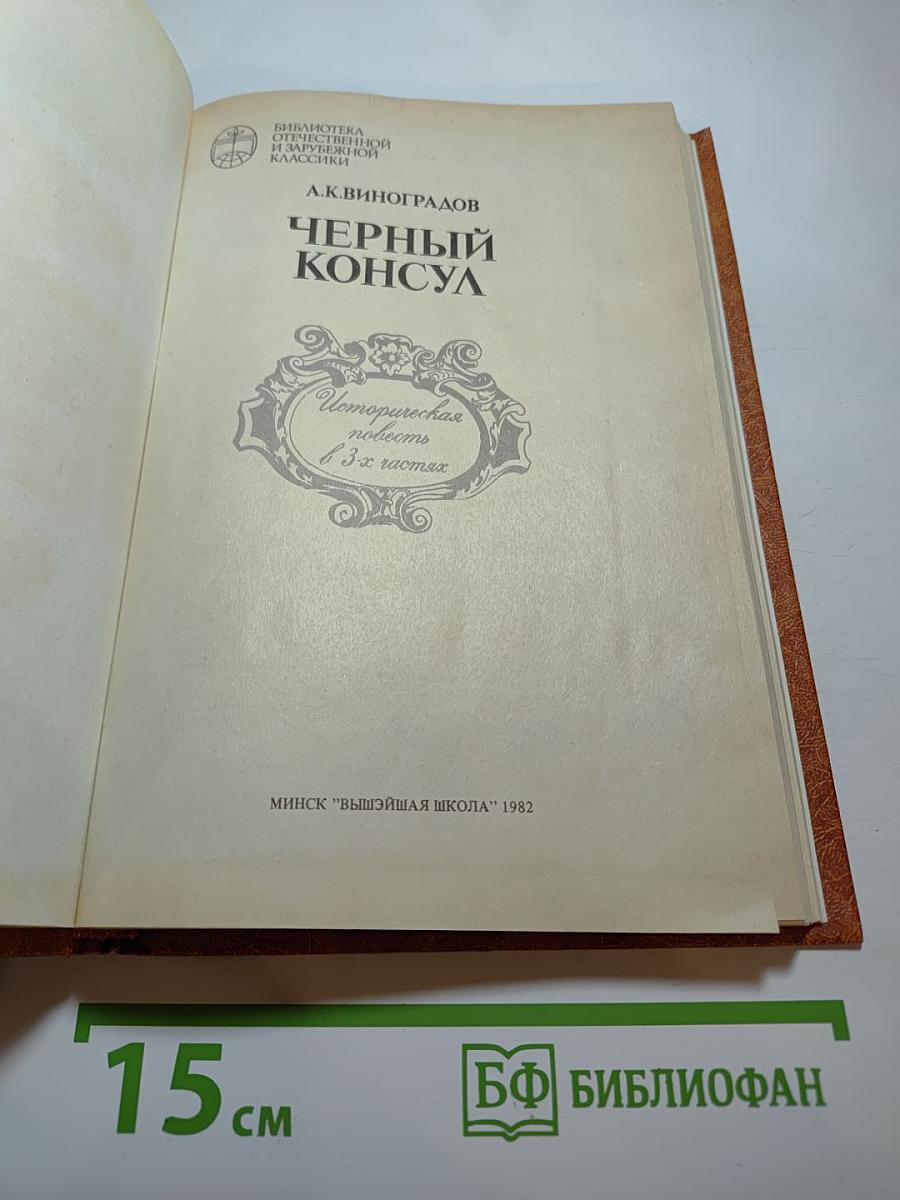 БИБЛИОТЕКА
ОТЕЧЕСТВЕННОЙ
И ЗАРУБЕЖНОЙ
КЛАССИКИ
А.К.ВИНОГРАДОВ
ЧЕРНЫЙ
КОНСУЛ
Историческая
повесть
в 3-х частях
МИНСК "ВЫШЭЙШАЯ ШКОЛА" 1982
15 см
БФ БИБЛИОФАН